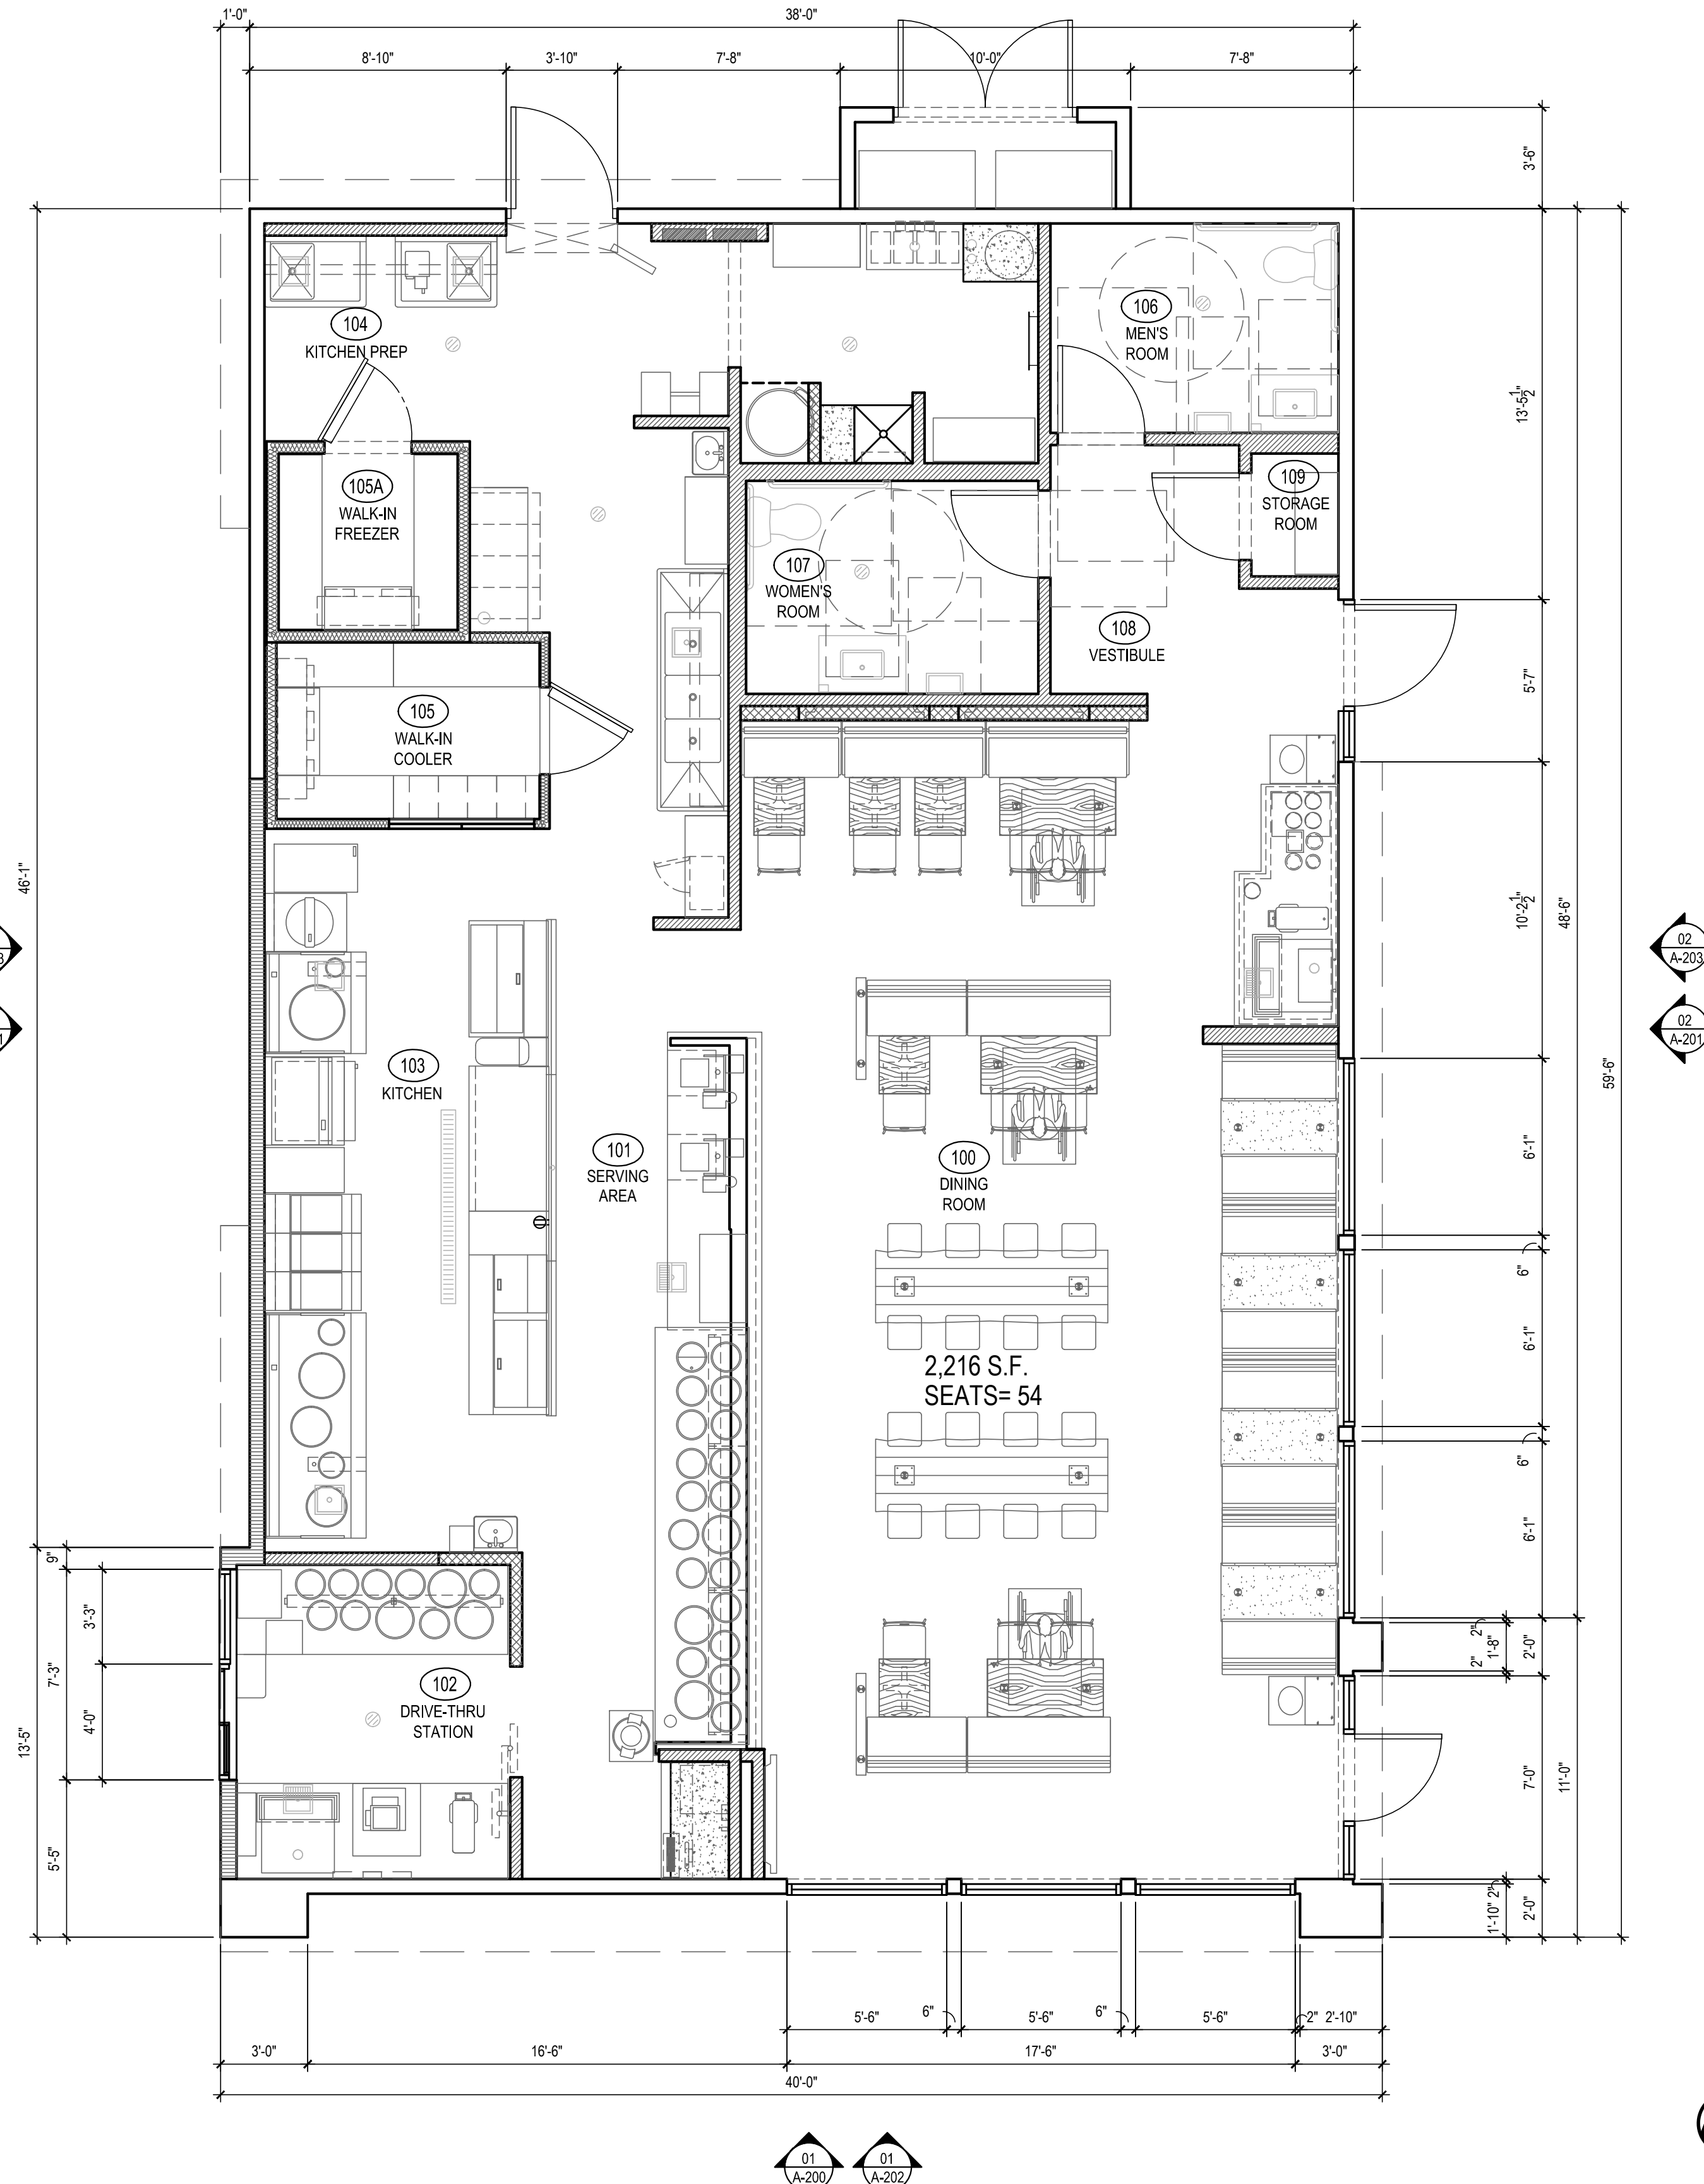 1'-0"
38'-0"
8'-10"
3'-10"
7'-8"
10'-0"
7'-8"
3'-6"
104
KITCHEN PREP
106
MEN'S
ROOM
13'-5 1/2"
105A
WALK-IN
FREEZER
109
STORAGE
ROOM
107
WOMEN'S
ROOM
108
VESTIBULE
5'-7"
105
WALK-IN
COOLER
46'-1"
10'-2 1/2"
48'-6"
02
A-203
02
A-201
59'-6"
103
KITCHEN
101
SERVING
AREA
100
DINING
ROOM
6'-1"
6"
6'-1"
2,216 S.F.
SEATS= 54
6"
6'-1"
9"
3'-3"
7'-3"
4'-0"
13'-5"
5'-5"
102
DRIVE-THRU
STATION
2"
1'-8"
2"
2'-0"
7'-0"
11'-0"
2"
1'-10"
2'-0"
5'-6"
6"
5'-6"
6"
5'-6"
2"
2'-10"
3'-0"
16'-6"
17'-6"
3'-0"
40'-0"
01
A-200
01
A-202